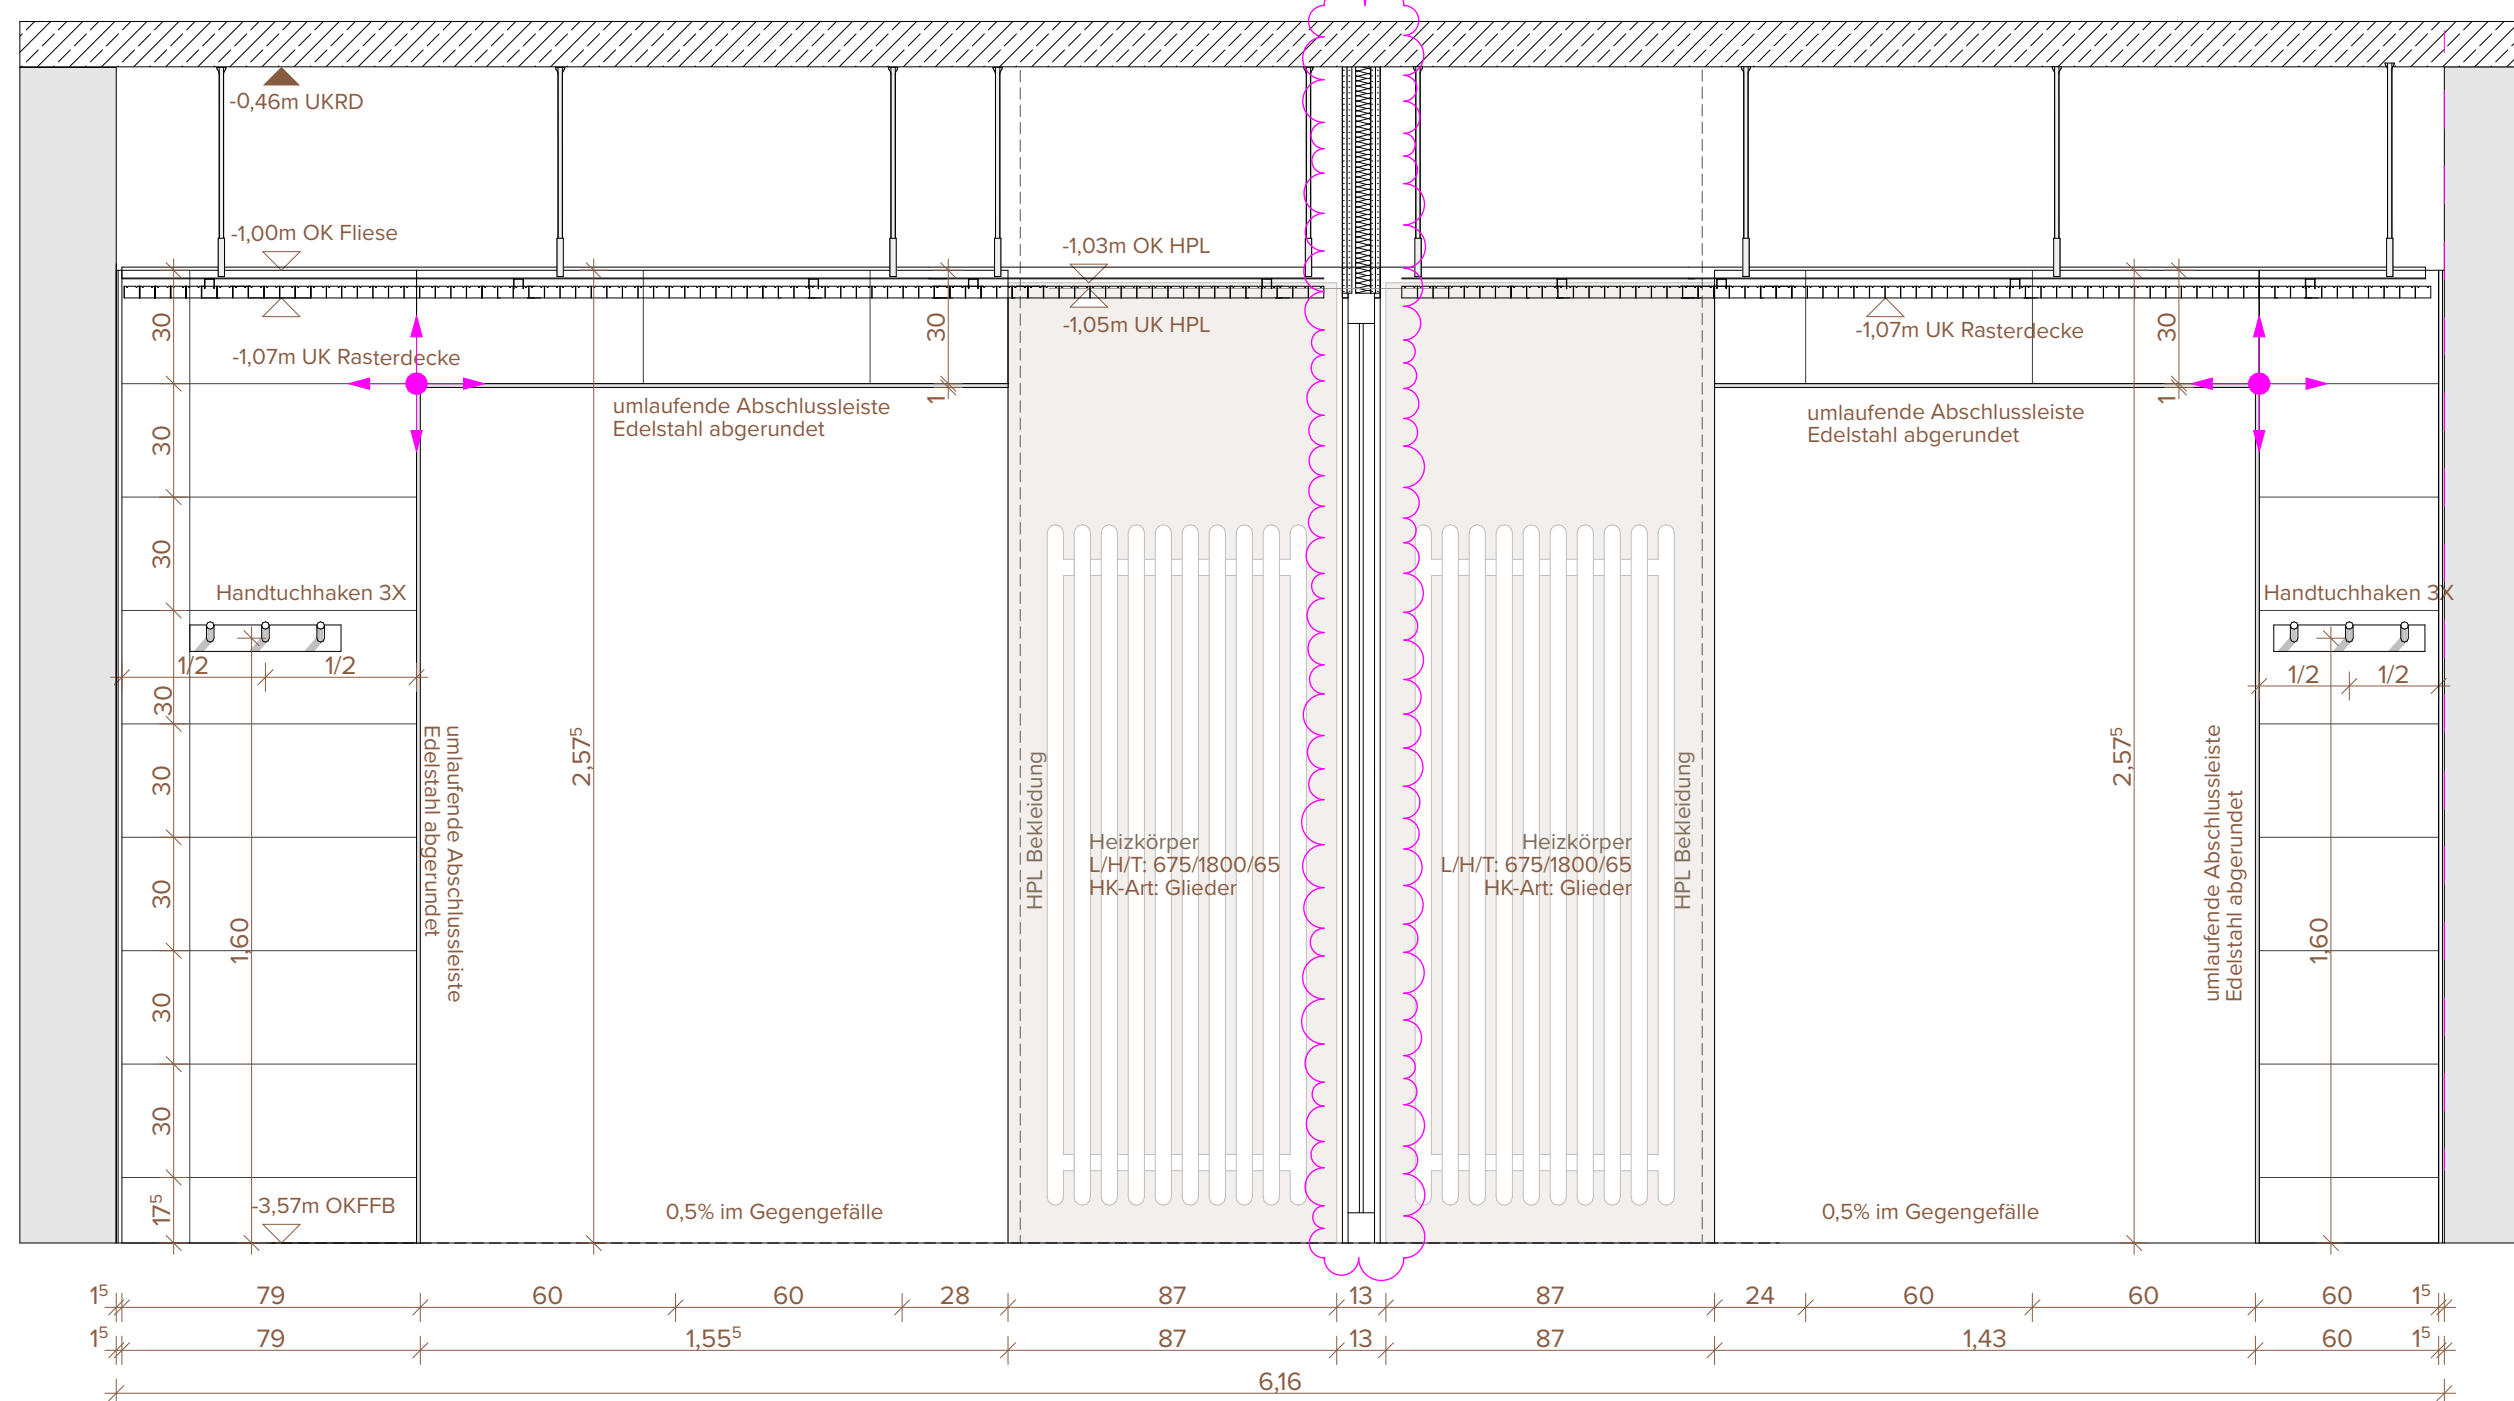 -0,46m UKRD
-1,00m OK Fliese
-1,03m OK HPL
-1,05m UK HPL
-1,07m UK Rasterdecke
-1,07m UK Rasterdecke
30
30
30
1
1
umlaufende Abschlussleiste
Edelstahl abgerundet
umlaufende Abschlussleiste
Edelstahl abgerundet
30
30
Handtuchhaken 3X
Handtuchhaken 3X
1/2
1/2
1/2
1/2
30
30
30
30
30
umlaufende Abschlussleiste
Edelstahl abgerundet
2,57⁵
HPL Bekleidung
Heizkörper
L/H/T: 675/1800/65
HK-Art: Glieder
Heizkörper
L/H/T: 675/1800/65
HK-Art: Glieder
HPL Bekleidung
2,57⁵
umlaufende Abschlussleiste
Edelstahl abgerundet
1,60
1,60
17⁵
-3,57m OKFFB
0,5% im Gegengefälle
0,5% im Gegengefälle
1⁵ 79 60 60 28 87 13 87 24 60 60 60 1⁵
1⁵ 79 1,55⁵ 87 13 87 1,43 60 1⁵
6,16